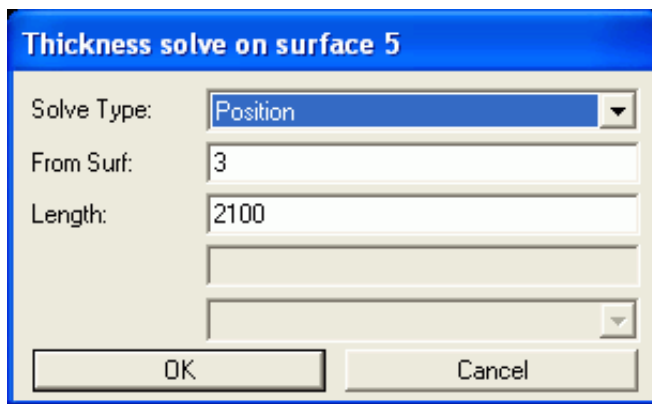 Thickness solve on surface 5
Solve Type: Position
From Surf: 3
Length: 2100
OK Cancel